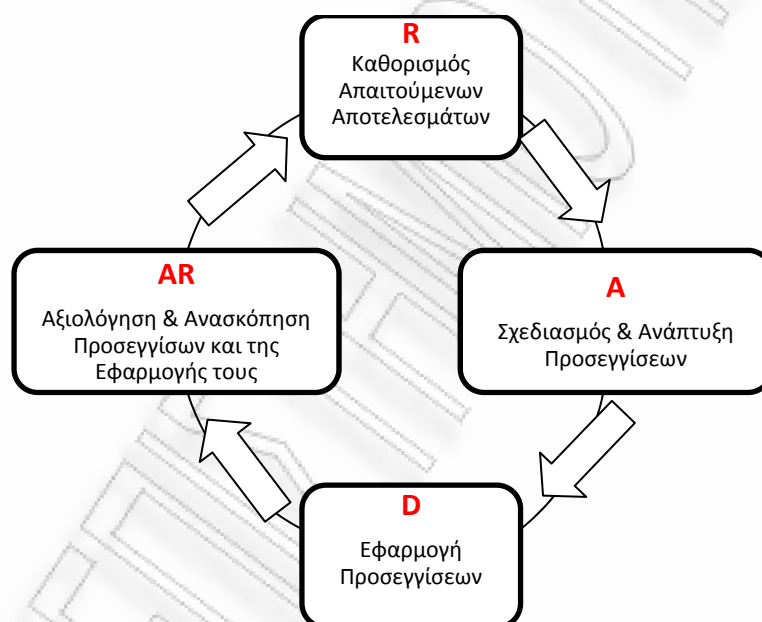 R
Καθορισμός
Απαιτούμενων
Αποτελεσμάτων
AR
Αξιολόγηση & Ανασκόπηση
Προσεγγίσων και της
Εφαρμογής τους
A
Σχεδιασμός & Ανάπτυξη
Προσεγγίσεων
D
Εφαρμογή
Προσεγγίσεων